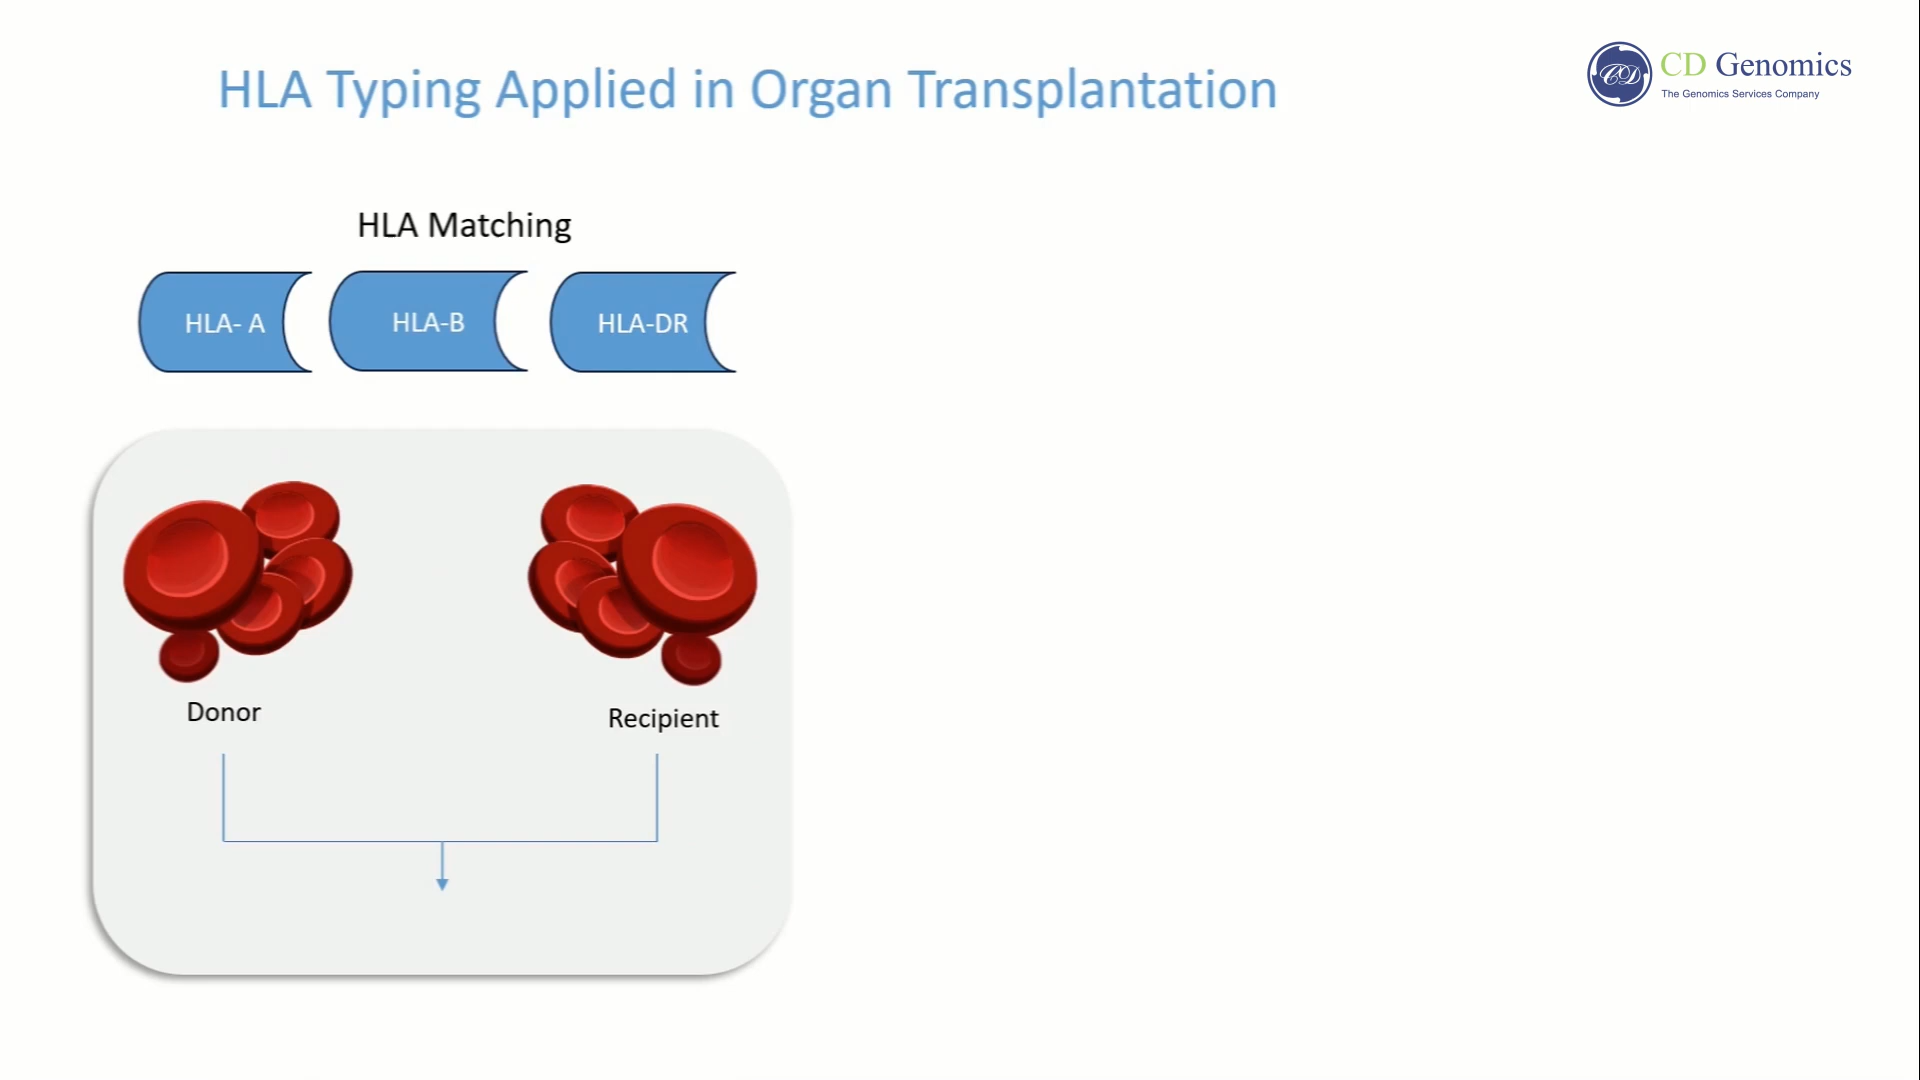 HLA Typing Applied in Organ Transplantation
CD Genomics
The Genomics Services Company
HLA Matching
HLA- A
HLA-B
HLA-DR
Donor
Recipient